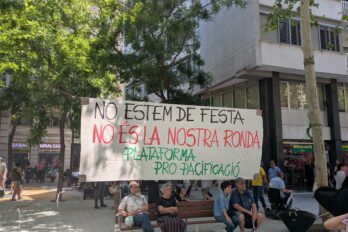 NO ESTEM DE FESTA
NO ÉS LA NOSTRA RONDA
PLATAFORMA
PRO PACIFICACIÓ